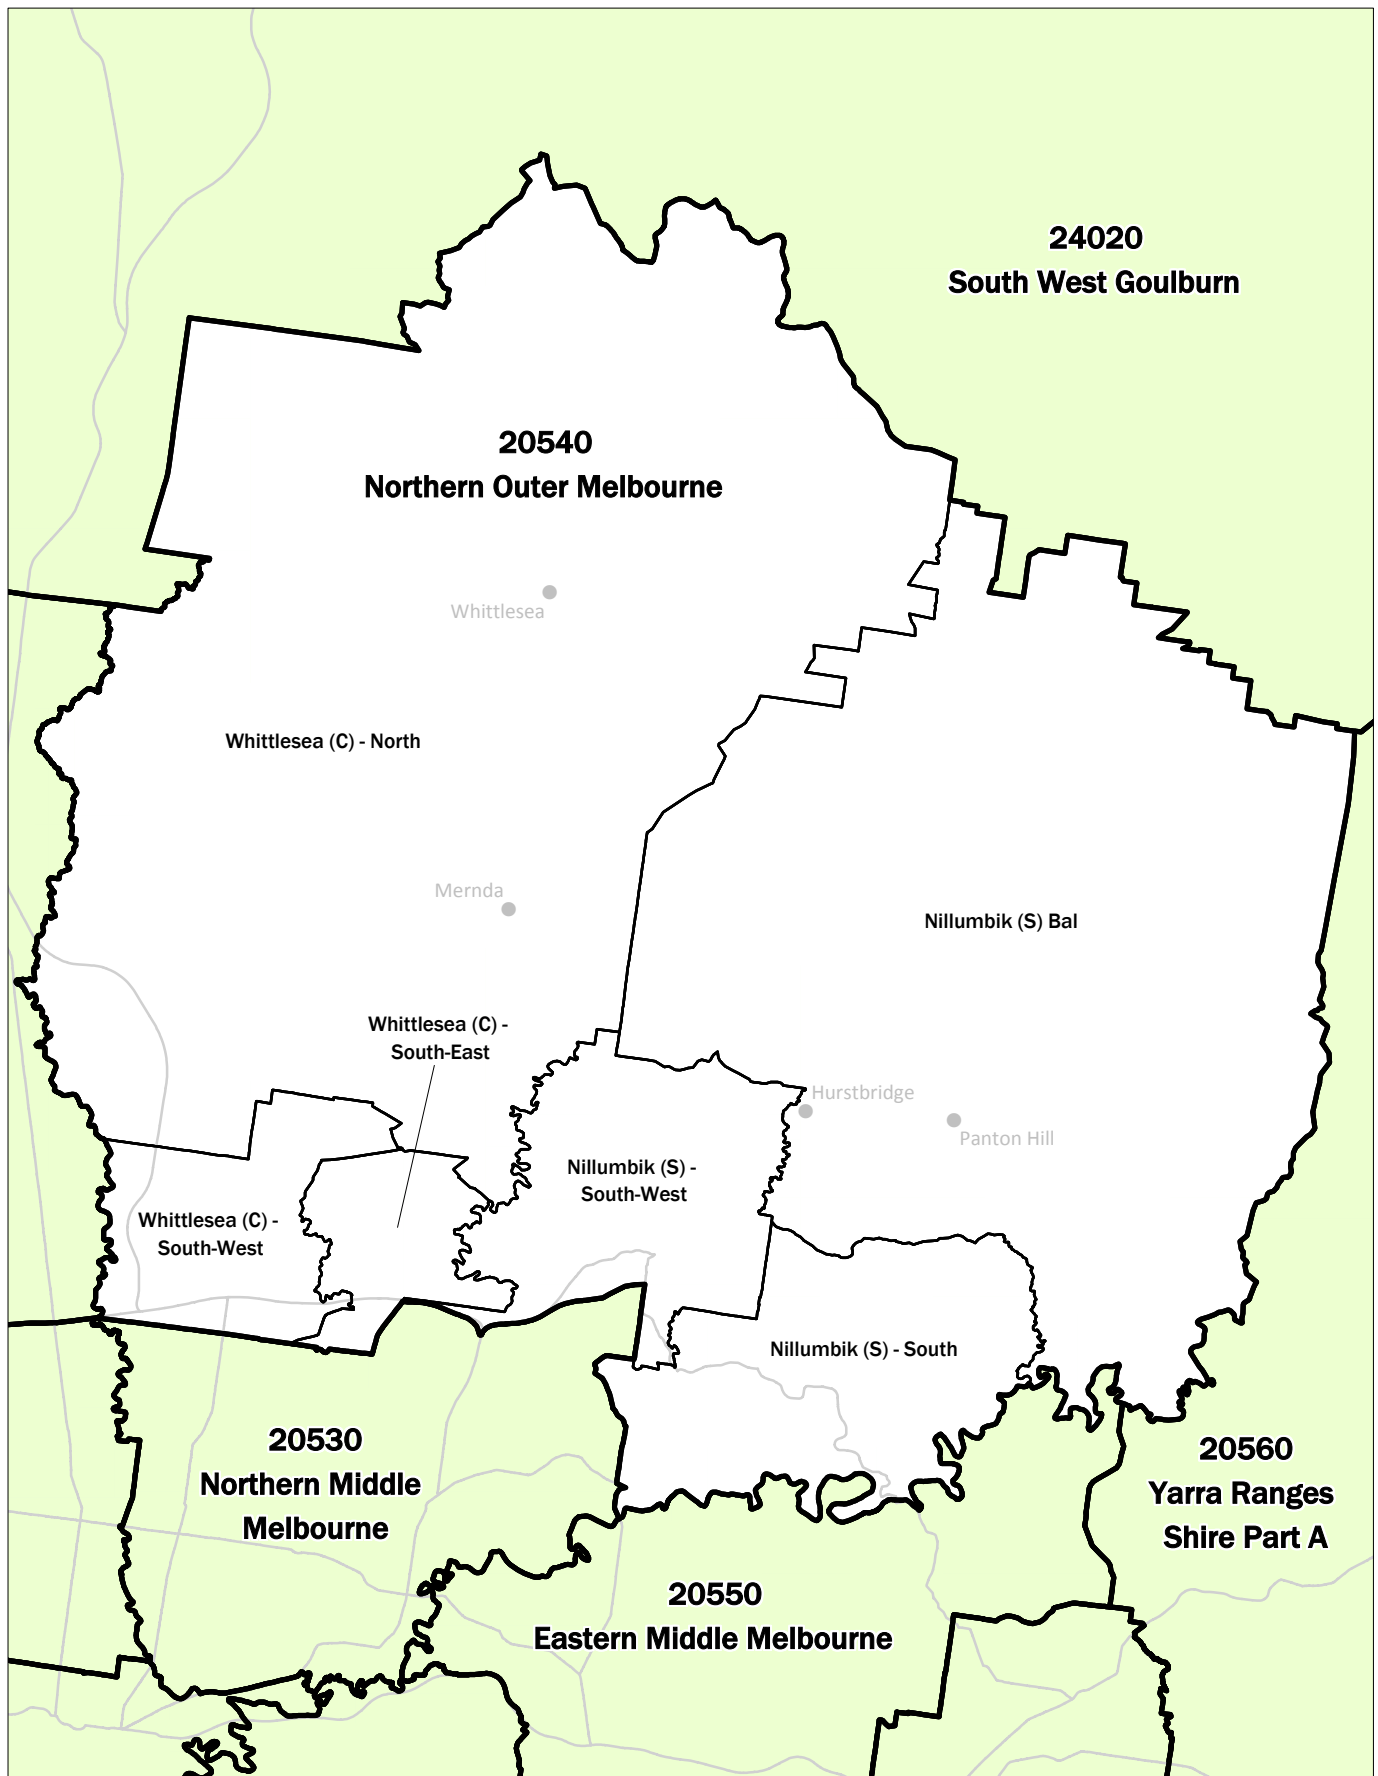 24020
South West Goulburn
20540
Northern Outer Melbourne
Whittlesea
Whittlesea (C) - North
Mernda
Nillumbik (S) Bal
Whittlesea (C) -
South-East
Hurstbridge
Panton Hill
Nillumbik (S) -
South-West
Whittlesea (C) -
South-West
Nillumbik (S) - South
20530
Northern Middle
Melbourne
20560
Yarra Ranges
Shire Part A
20550
Eastern Middle Melbourne